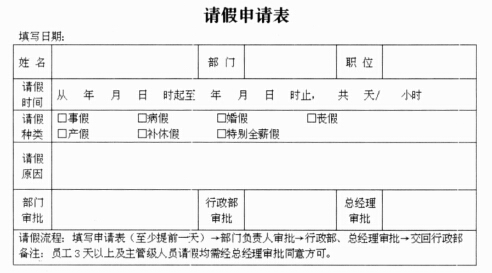 请假申请表
填写日期:
姓 名 部 门 职 位
请假时间 从 年 月 日 时起至 年 月 日 时止， 共 天/ 小时
请假种类 □事假 □病假 □婚假 □丧假
□产假 □补休假 □特别全薪假
请假原因
部门审批 行政部审批 总经理审批
请假流程：填写申请表（至少提前一天）→部门负责人审批→行政部、总经理审批→交回行政部
备注：员工3天以上及主管级人员请假均需经总经理审批同意方可。